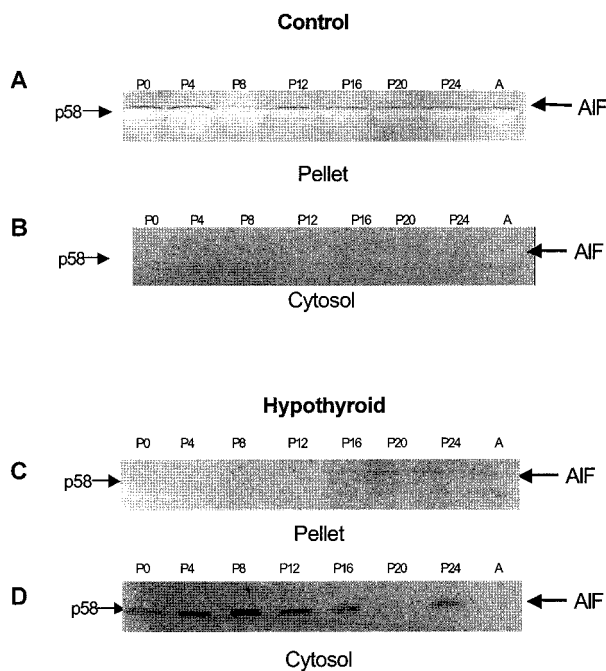 Control
A
P0 P4 P8 P12 P16 P20 P24 A
p58 AIF
Pellet
B
P0 P4 P8 P12 P16 P20 P24 A
p58 AIF
Cytosol
Hypothyroid
P0 P4 P8 P12 P16 P20 P24 A
C
p58 AIF
Pellet
P0 P4 P8 P12 P16 P20 P24 A
D
p58 AIF
Cytosol